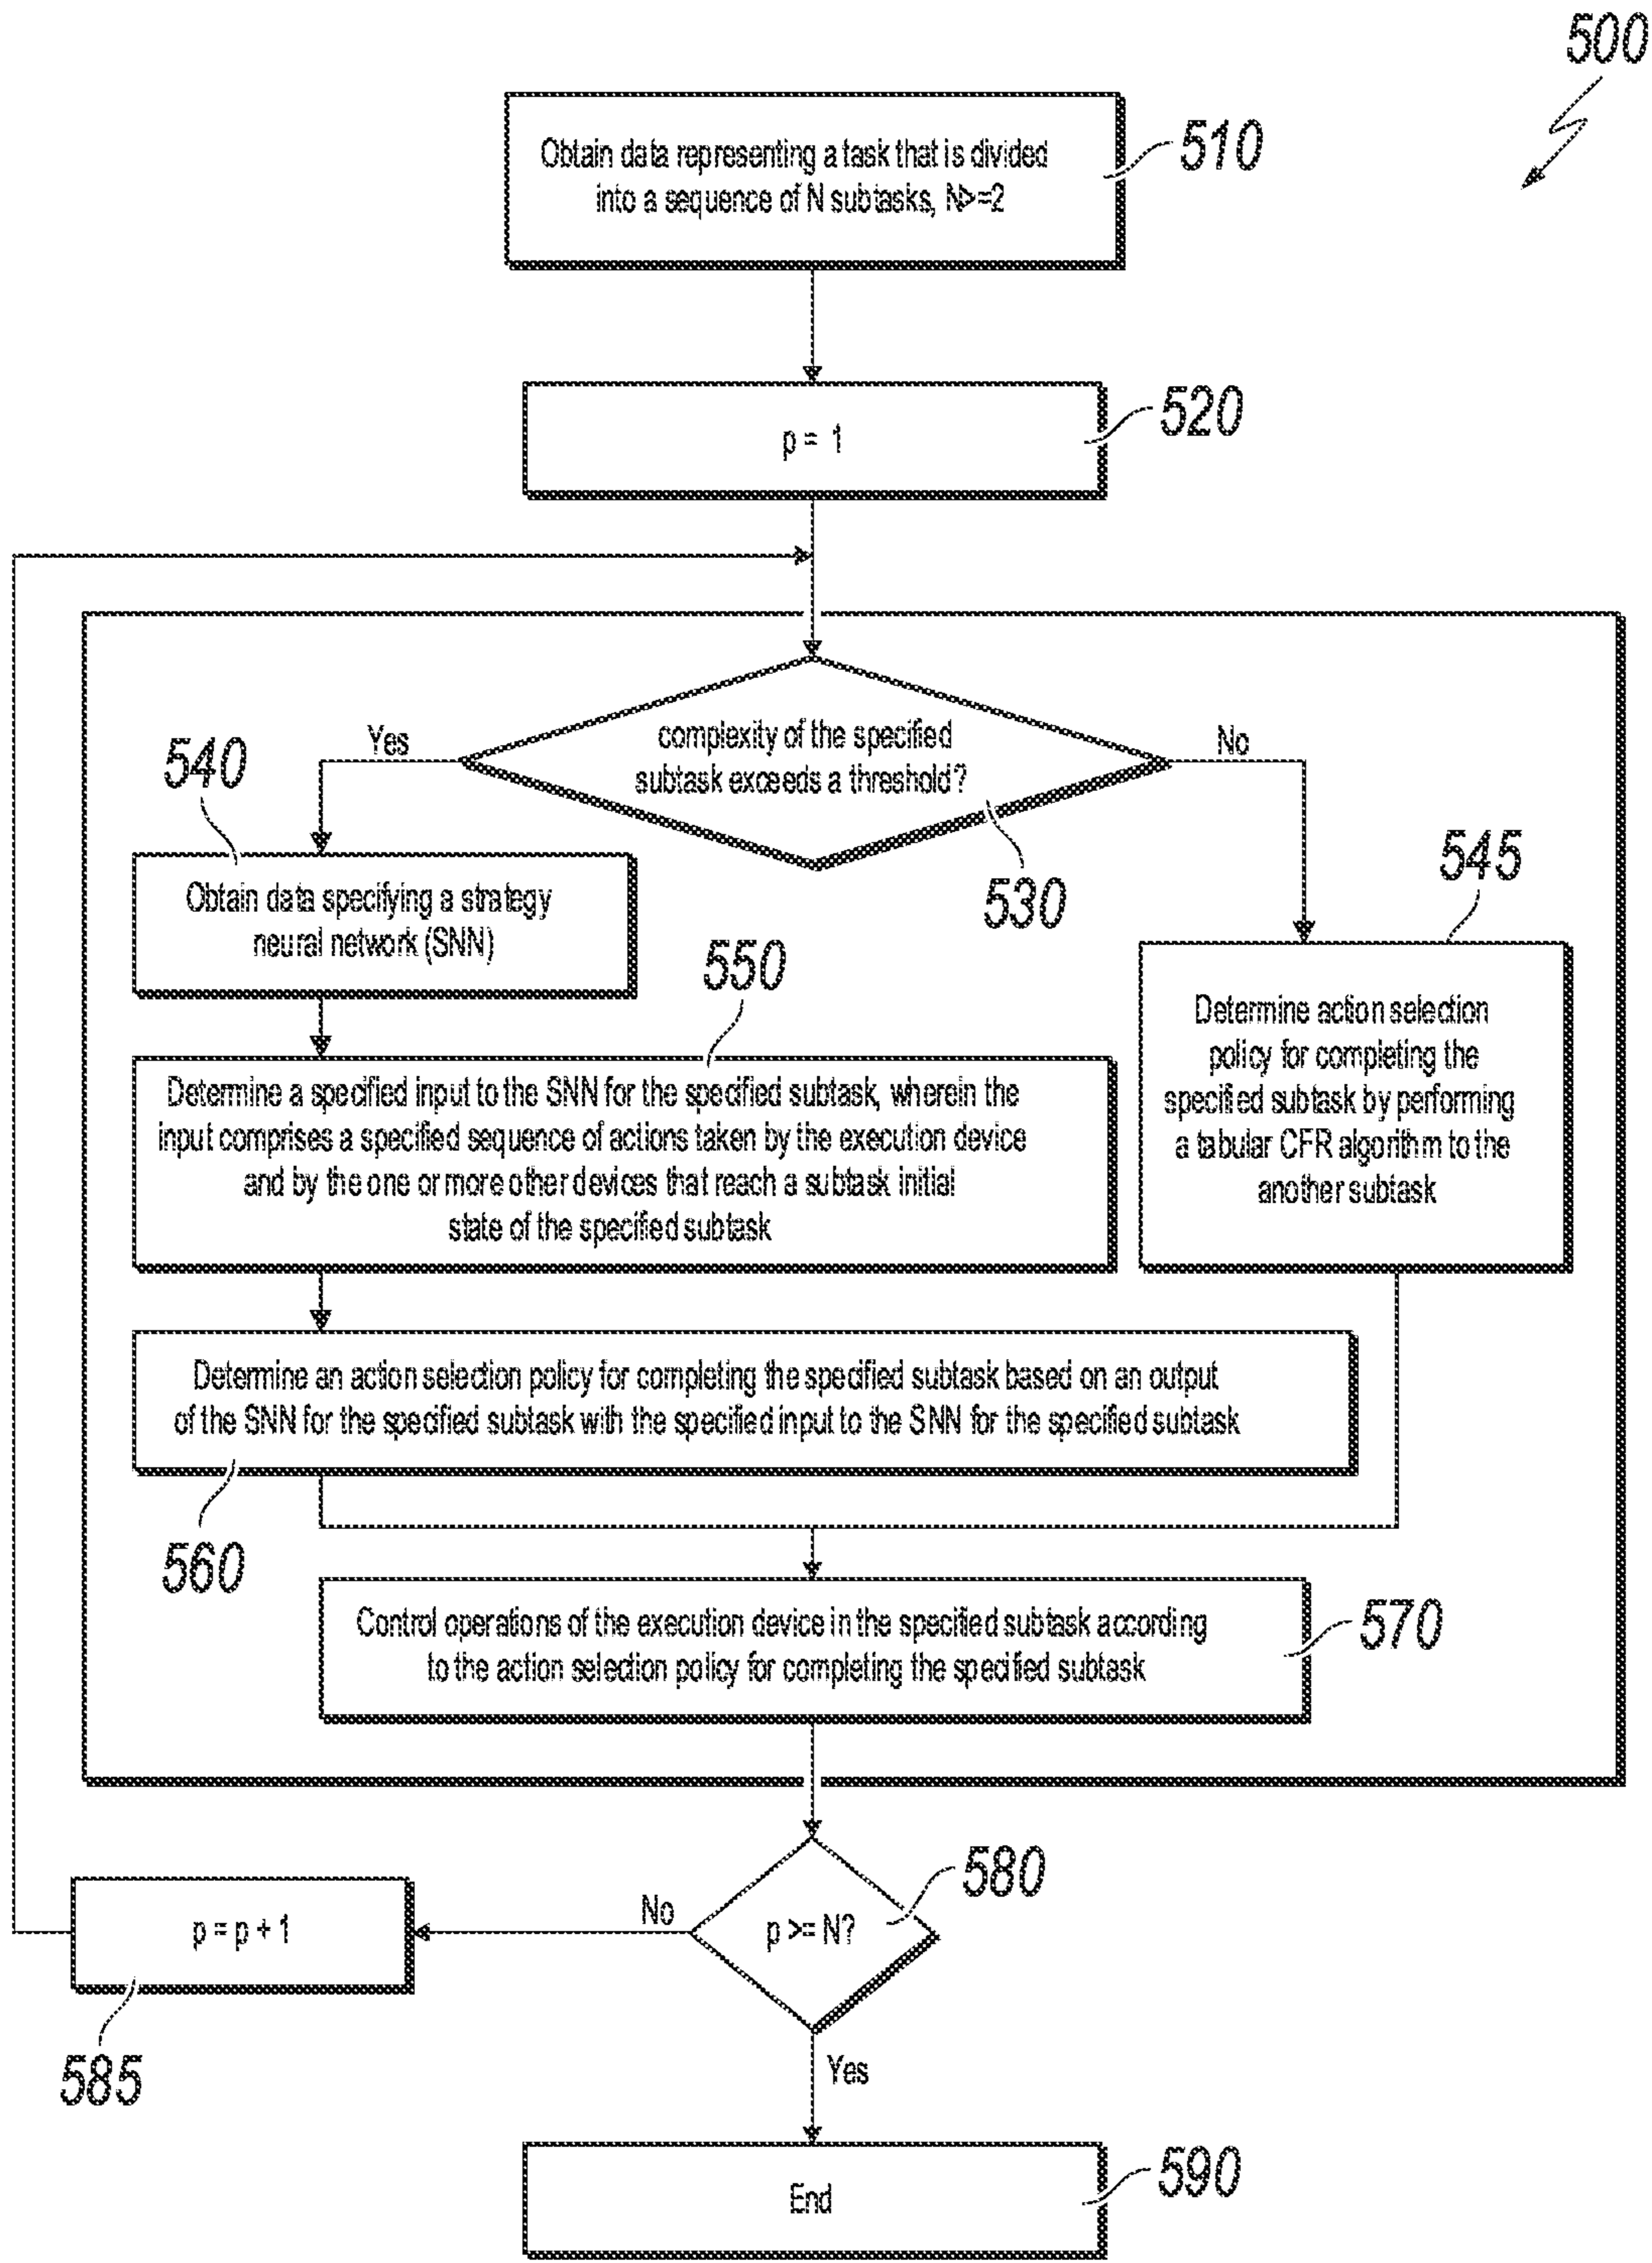 500
Obtain data representing a task that is divided
into a sequence of N subtasks, N>=2
510
p = 1
520
complexity of the specified
subtask exceeds a threshold?
Yes
No
530
540
Obtain data specifying a strategy
neural network (SNN)
545
Determine action selection
policy for completing the
specified subtask by performing
a tabular CFR algorithm to the
another subtask
550
Determine a specified input to the SNN for the specified subtask, wherein the
input comprises a specified sequence of actions taken by the execution device
and by the one or more other devices that reach a subtask initial
state of the specified subtask
Determine an action selection policy for completing the specified subtask based on an output
of the SNN for the specified subtask with the specified input to the SNN for the specified subtask
560
Control operations of the execution device in the specified subtask according
to the action selection policy for completing the specified subtask
570
p >= N?
580
No
p = p + 1
585
Yes
End
590